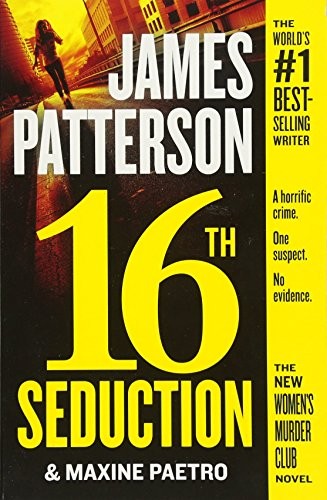 JAMES
PATTERSON
16TH
SEDUCTION
& MAXINE PAETRO
THE
WORLD'S
#1
BEST-
SELLING
WRITER
A horrific
crime.
One
suspect.
No
evidence.
THE
NEW
WOMEN'S
MURDER
CLUB
NOVEL